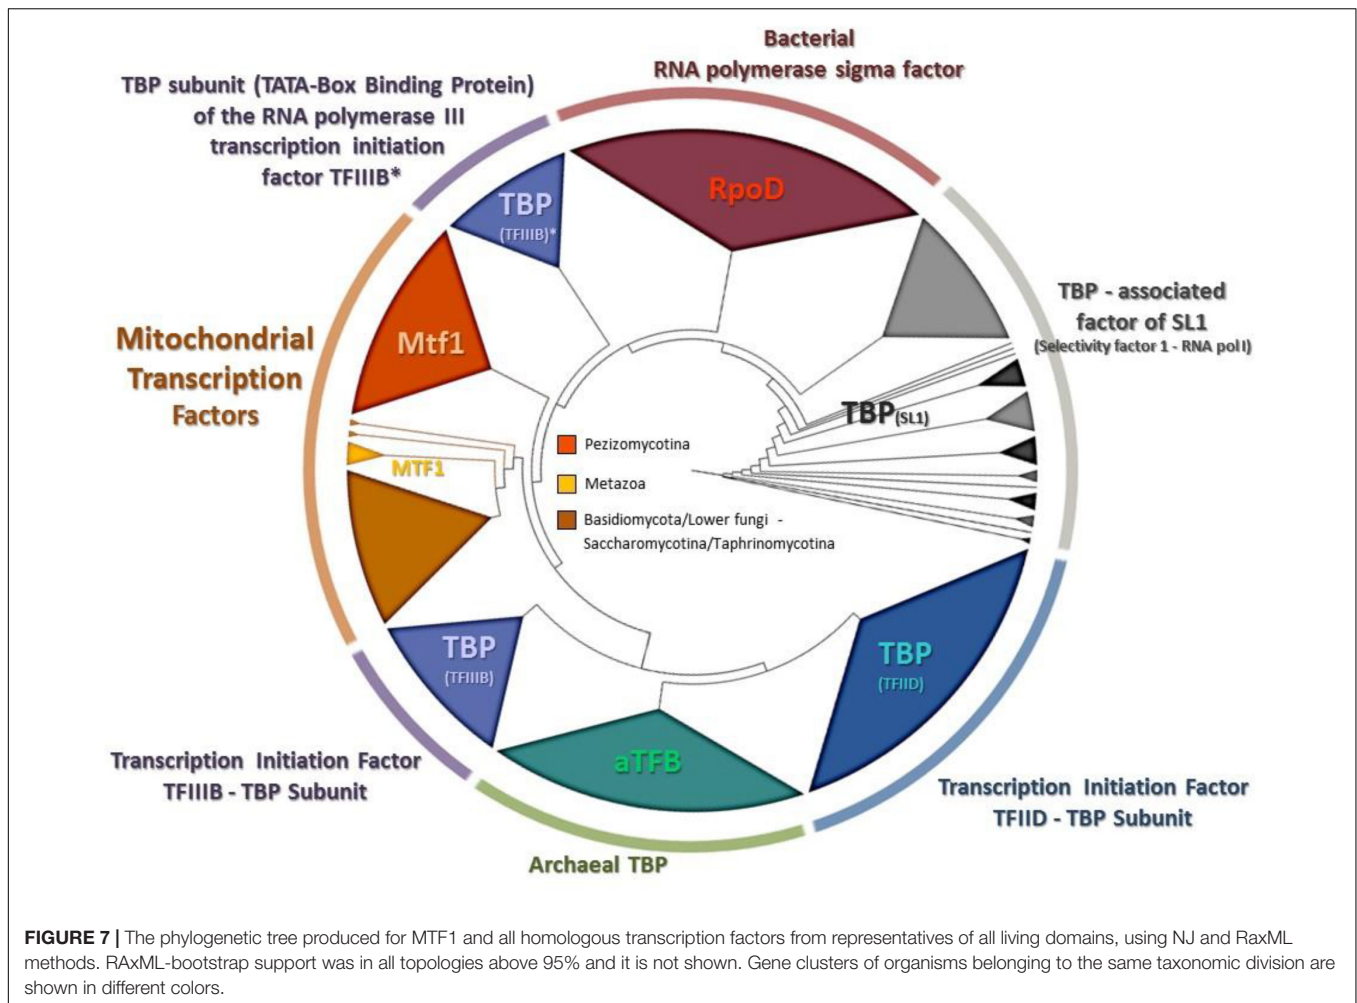 Bacterial
RNA polymerase sigma factor
TBP subunit (TATA-Box Binding Protein)
of the RNA polymerase III
transcription initiation
factor TFIIIB*
TBP
(TFIIIB)*
RpoD
TBP - associated
factor of SL1
(Selectivity factor 1 - RNA pol I)
Mitochondrial
Transcription
Factors
Mtf1
TBP(SL1)
MTF1
Pezizomycotina
Metazoa
Basidiomycota/Lower fungi -
Saccharomycotina/Taphrinomycotina
TBP
(TFIIIB)
TBP
(TFIID)
aTFB
Transcription Initiation Factor
TFIIIB - TBP Subunit
Transcription Initiation Factor
TFIID - TBP Subunit
Archaeal TBP
FIGURE 7 | The phylogenetic tree produced for MTF1 and all homologous transcription factors from representatives of all living domains, using NJ and RaxML
methods. RAxML-bootstrap support was in all topologies above 95% and it is not shown. Gene clusters of organisms belonging to the same taxonomic division are
shown in different colors.